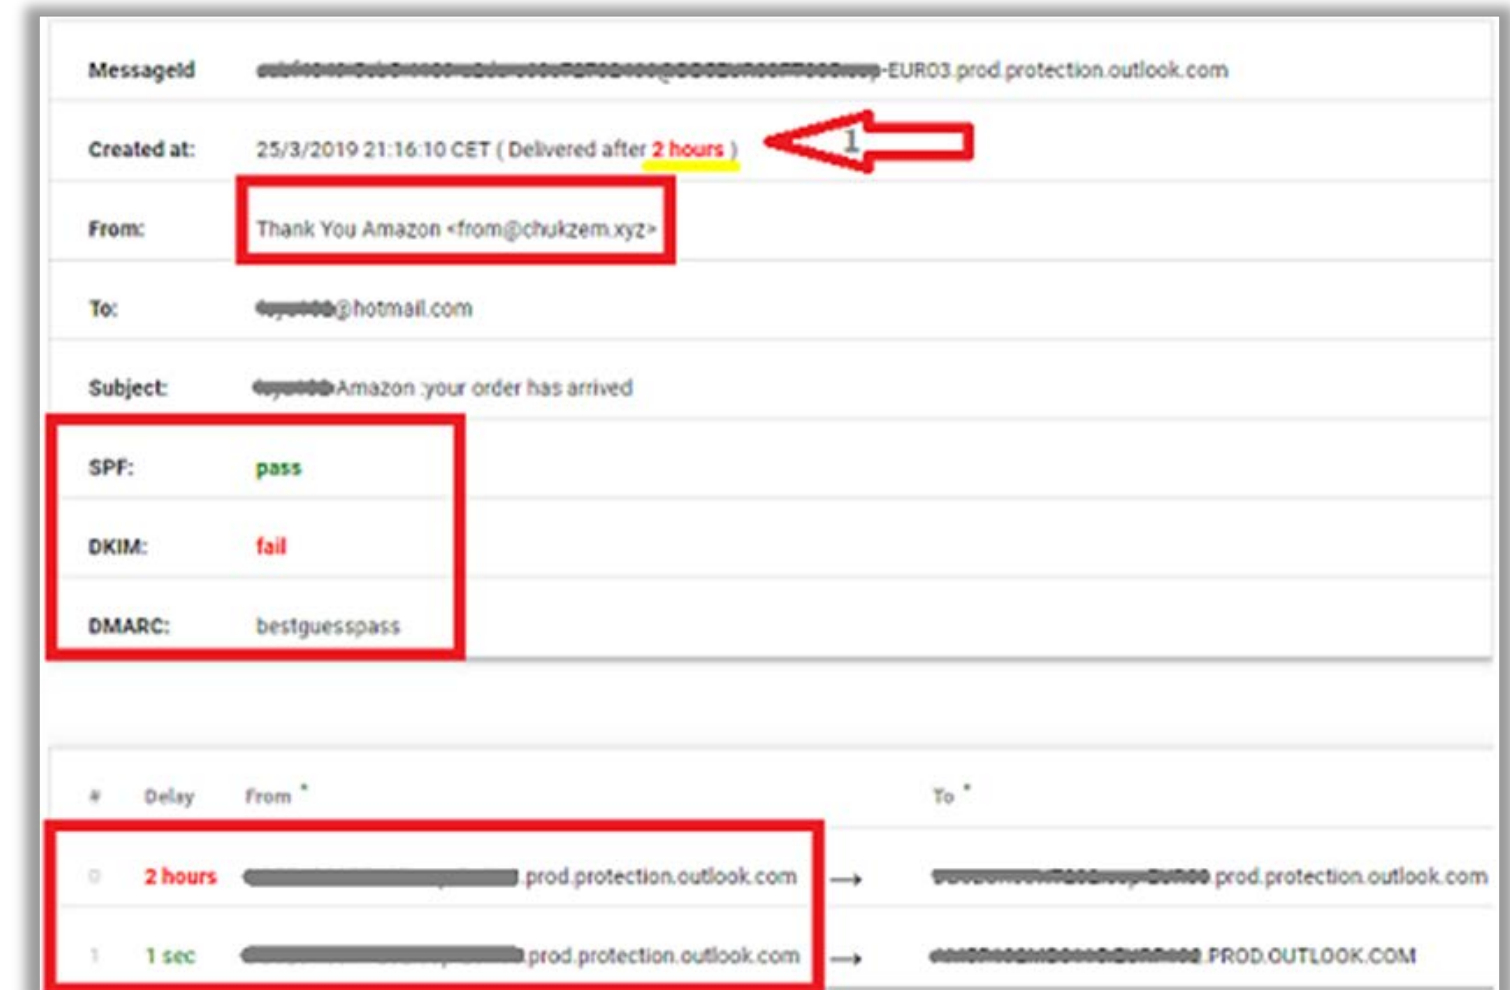 MessageId -EUR03.prod.protection.outlook.com
Created at: 25/3/2019 21:16:10 CET ( Delivered after 2 hours )
1
From: Thank You Amazon <from@chukzem.xyz>
To: @hotmail.com
Subject: Amazon :your order has arrived
SPF: pass
DKIM: fail
DMARC: bestguesspass
# Delay From * To *
0 2 hours .prod.protection.outlook.com → .prod.protection.outlook.com
1 1 sec .prod.protection.outlook.com → .PROD.OUTLOOK.COM